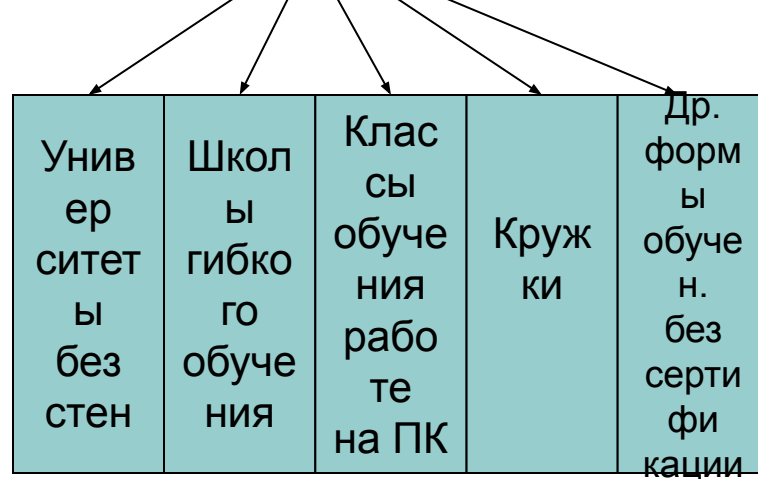 Унив
ер
ситет
ы
без
стен
Школ
ы
гибко
го
обуче
ния
Клас
сы
обуче
ния
рабо
те
на ПК
Круж
ки
Др.
форм
ы
обуче
н.
без
серти
фи
кации